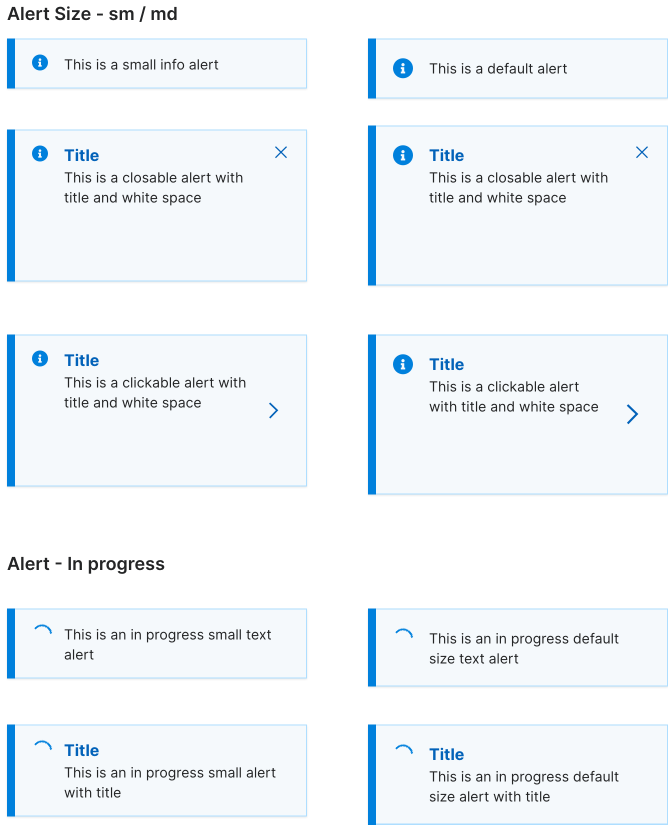 Alert Size - sm / md
This is a small info alert
This is a default alert
Title
This is a closable alert with
title and white space
Title
This is a closable alert with
title and white space
Title
This is a clickable alert with
title and white space
Title
This is a clickable alert
with title and white space
Alert - In progress
This is an in progress small text
alert
This is an in progress default
size text alert
Title
This is an in progress small alert
with title
Title
This is an in progress default
size alert with title